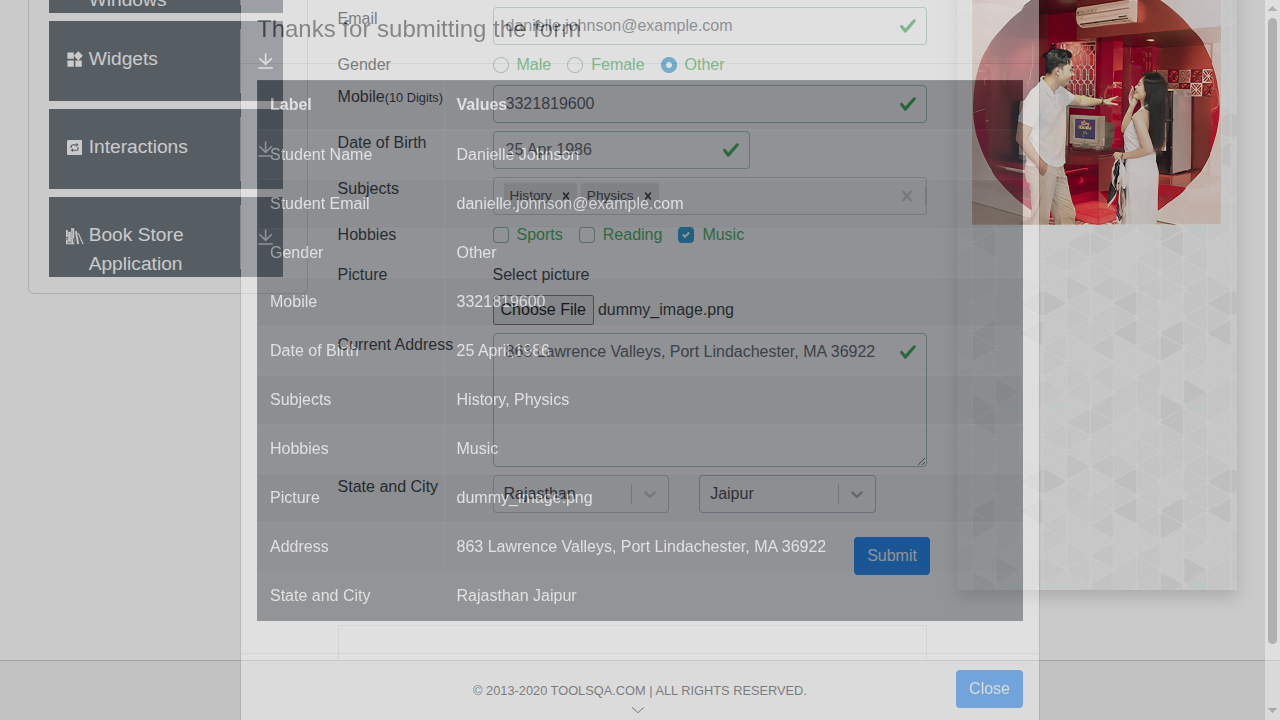 Windows
Widgets
Interactions
Book Store
Application
Thanks for submitting the form
Email
danielle.johnson@example.com
Gender
Male
Female
Other
Mobile(10 Digits)
3321819600
Date of Birth
25 Apr 1986
Subjects
History
Physics
Hobbies
Sports
Reading
Music
Picture
Select picture
Choose File dummy_image.png
Current Address
863 Lawrence Valleys, Port Lindachester, MA 36922
State and City
Rajasthan
Jaipur
Submit
Label Values
Student Name Danielle Johnson
Student Email danielle.johnson@example.com
Gender Other
Mobile 3321819600
Date of Birth 25 April,1986
Subjects History, Physics
Hobbies Music
Picture dummy_image.png
Address 863 Lawrence Valleys, Port Lindachester, MA 36922
State and City Rajasthan Jaipur
© 2013-2020 TOOLSQA.COM | ALL RIGHTS RESERVED.
Close